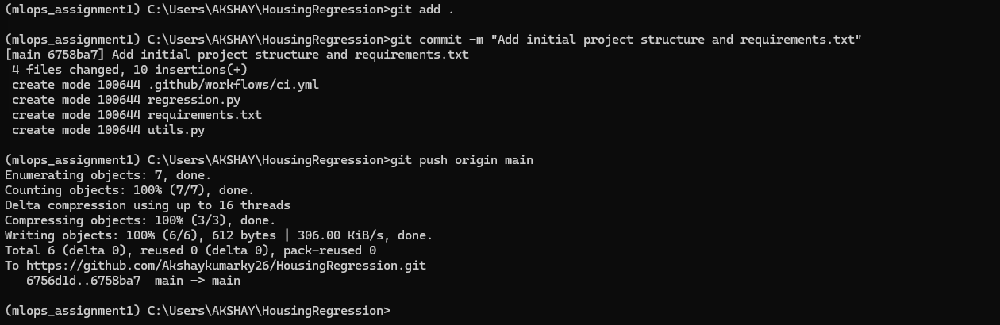 (mlops_assignment1) C:\Users\AKSHAY\HousingRegression>git add .
(mlops_assignment1) C:\Users\AKSHAY\HousingRegression>git commit -m "Add initial project structure and requirements.txt"
[main 6758ba7] Add initial project structure and requirements.txt
 4 files changed, 10 insertions(+)
 create mode 100644 .github/workflows/ci.yml
 create mode 100644 regression.py
 create mode 100644 requirements.txt
 create mode 100644 utils.py
(mlops_assignment1) C:\Users\AKSHAY\HousingRegression>git push origin main
Enumerating objects: 7, done.
Counting objects: 100% (7/7), done.
Delta compression using up to 16 threads
Compressing objects: 100% (3/3), done.
Writing objects: 100% (6/6), 612 bytes | 306.00 KiB/s, done.
Total 6 (delta 0), reused 0 (delta 0), pack-reused 0
To https://github.com/Akshaykumarky26/HousingRegression.git
   6756d1d..6758ba7  main -> main
(mlops_assignment1) C:\Users\AKSHAY\HousingRegression>